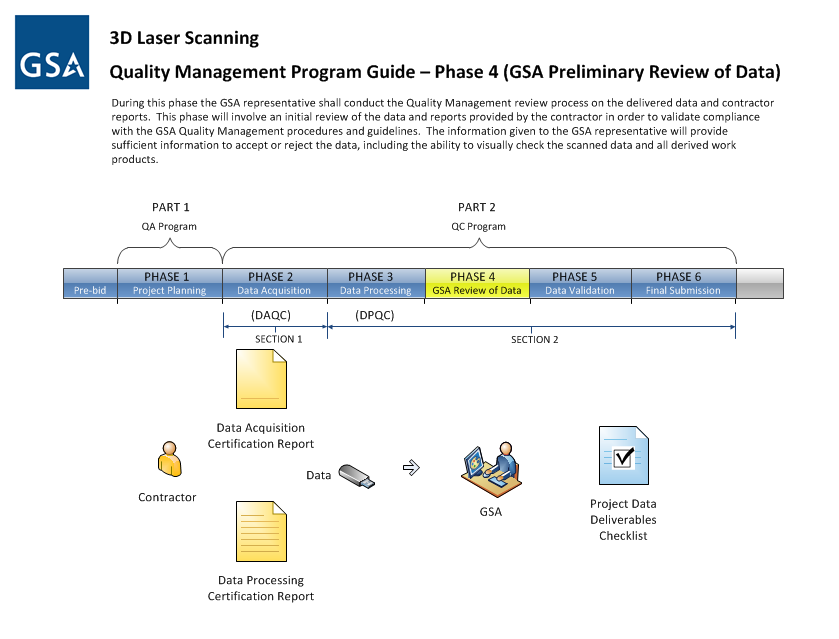 GSA
3D Laser Scanning
Quality Management Program Guide – Phase 4 (GSA Preliminary Review of Data)
During this phase the GSA representative shall conduct the Quality Management review process on the delivered data and contractor
reports.  This phase will involve an initial review of the data and reports provided by the contractor in order to validate compliance
with the GSA Quality Management procedures and guidelines.  The information given to the GSA representative will provide
sufficient information to accept or reject the data, including the ability to visually check the scanned data and all derived work
products.
PART 1
PART 2
QA Program
QC Program
PHASE 1
PHASE 2
PHASE 3
PHASE 4
PHASE 5
PHASE 6
Pre-bid
Project Planning
Data Acquisition
Data Processing
GSA Review of Data
Data Validation
Final Submission
(DAQC)
(DPQC)
SECTION 1
SECTION 2
Data Acquisition
Certification Report
Data
Contractor
GSA
Project Data
Deliverables
Checklist
Data Processing
Certification Report